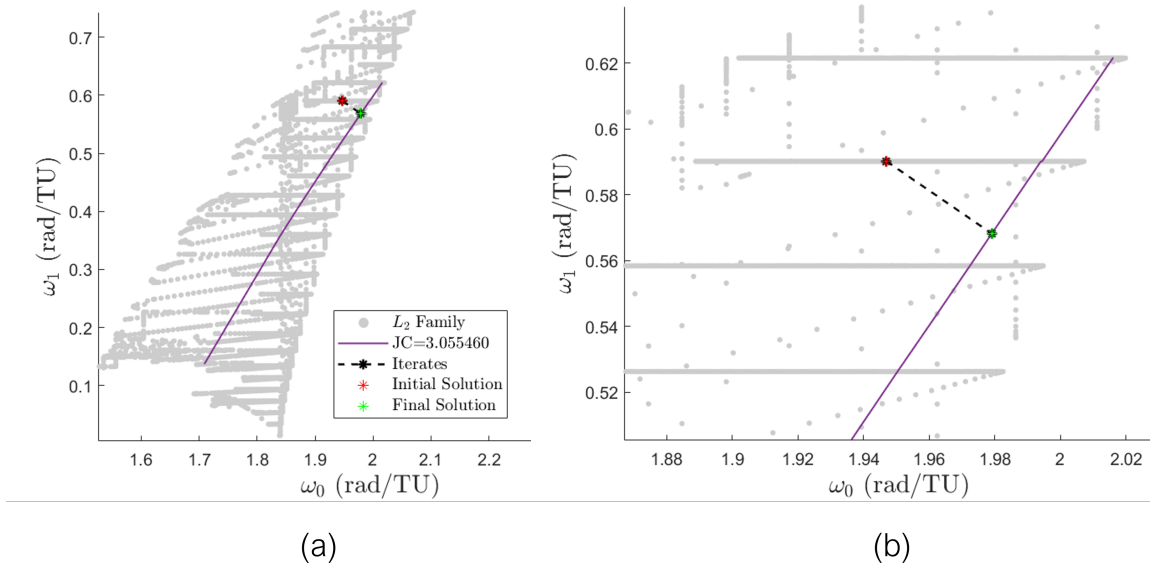 0.7
0.6
0.5
0.4
0.3
0.2
0.1
ω₁ (rad/TU)
L₂ Family
JC=3.055460
Iterates
Initial Solution
Final Solution
1.6 1.7 1.8 1.9 2 2.1 2.2
ω₀ (rad/TU)
(a)
0.62
0.6
0.58
0.56
0.54
0.52
ω₁ (rad/TU)
1.88 1.9 1.92 1.94 1.96 1.98 2 2.02
ω₀ (rad/TU)
(b)